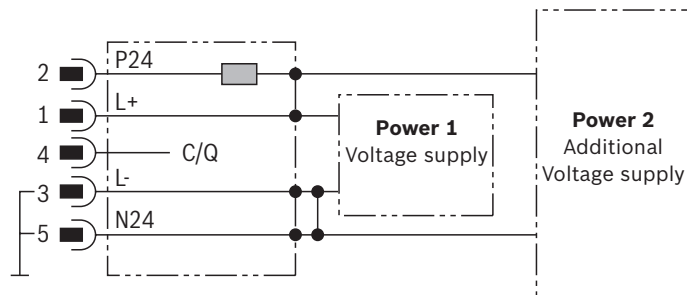 2 P24
1 L+
4 C/Q
3 L-
5 N24
Power 1
Voltage supply
Power 2
Additional
Voltage supply